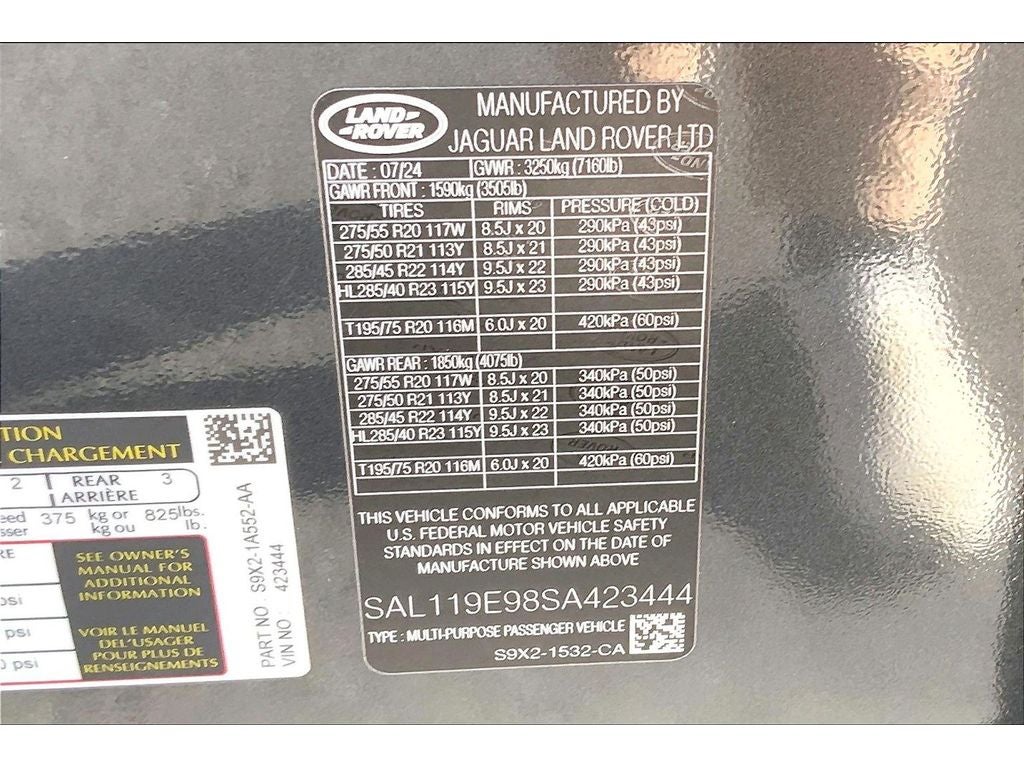 LAND-
-ROVER
MANUFACTURED BY
JAGUAR LAND ROVER LTD
DATE : 07/24 GVWR : 3250kg (7160lb)
GAWR FRONT : 1590kg (3505lb)
TIRES RIMS PRESSURE (COLD)
275/55 R20 117W 8.5J x 20 290kPa (43psi)
275/50 R21 113Y 8.5J x 21 290kPa (43psi)
285/45 R22 114Y 9.5J x 22 290kPa (43psi)
HL285/40 R23 115Y 9.5J x 23 290kPa (43psi)
T195/75 R20 116M 6.0J x 20 420kPa (60psi)
GAWR REAR : 1850kg (4075lb)
275/55 R20 117W 8.5J x 20 340kPa (50psi)
275/50 R21 113Y 8.5J x 21 340kPa (50psi)
285/45 R22 114Y 9.5J x 22 340kPa (50psi)
HL285/40 R23 115Y 9.5J x 23 340kPa (50psi)
T195/75 R20 116M 6.0J x 20 420kPa (60psi)
THIS VEHICLE CONFORMS TO ALL APPLICABLE
U.S. FEDERAL MOTOR VEHICLE SAFETY
STANDARDS IN EFFECT ON THE DATE OF
MANUFACTURE SHOWN ABOVE
SAL119E98SA423444
TYPE : MULTI-PURPOSE PASSENGER VEHICLE
S9X2-1532-CA
TION
CHARGEMENT
2 REAR 3
ARRIÈRE
eed 375 kg or 825lbs.
sser kg ou lb.
RE
psi
psi
0 psi
SEE OWNER'S
MANUAL FOR
ADDITIONAL
INFORMATION
VOIR LE MANUEL
DEL'USAGER
POUR PLUS DE
RENSEIGNEMENTS
PART NO. S9X2-1A552-AA
VIN NO : 423444